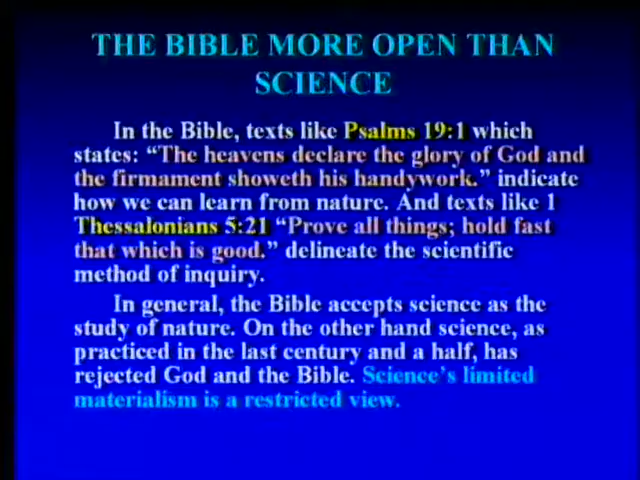 THE BIBLE MORE OPEN THAN
SCIENCE
In the Bible, texts like Psalms 19:1 which
states: “The heavens declare the glory of God and
the firmament showeth his handywork.” indicate
how we can learn from nature. And texts like 1
Thessalonians 5:21 “Prove all things; hold fast
that which is good.” delineate the scientific
method of inquiry.
In general, the Bible accepts science as the
study of nature. On the other hand science, as
practiced in the last century and a half, has
rejected God and the Bible. Science’s limited
materialism is a restricted view.